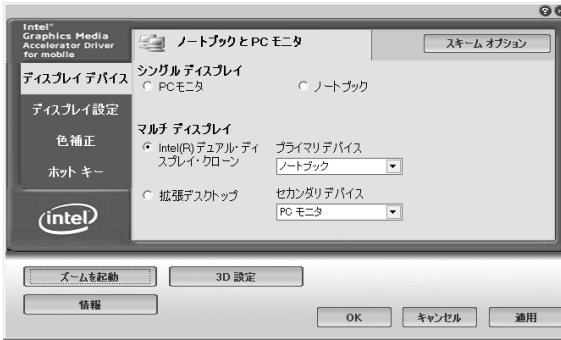 Intel®
Graphics Media
Accelerator Driver
for mobile
ノートブックとPC モニタ
スキーム オプション
ディスプレイ デバイス
ディスプレイ設定
色補正
ホット キー
intel
シングル ディスプレイ
PCモニタ
ノートブック
マルチ ディスプレイ
Intel(R) デュアル・ディ
スプレイ・クローン
プライマリ デバイス
ノートブック
拡張デスクトップ
セカンダリ デバイス
PC モニタ
ズームを起動
3D 設定
情報
OK
キャンセル
適用